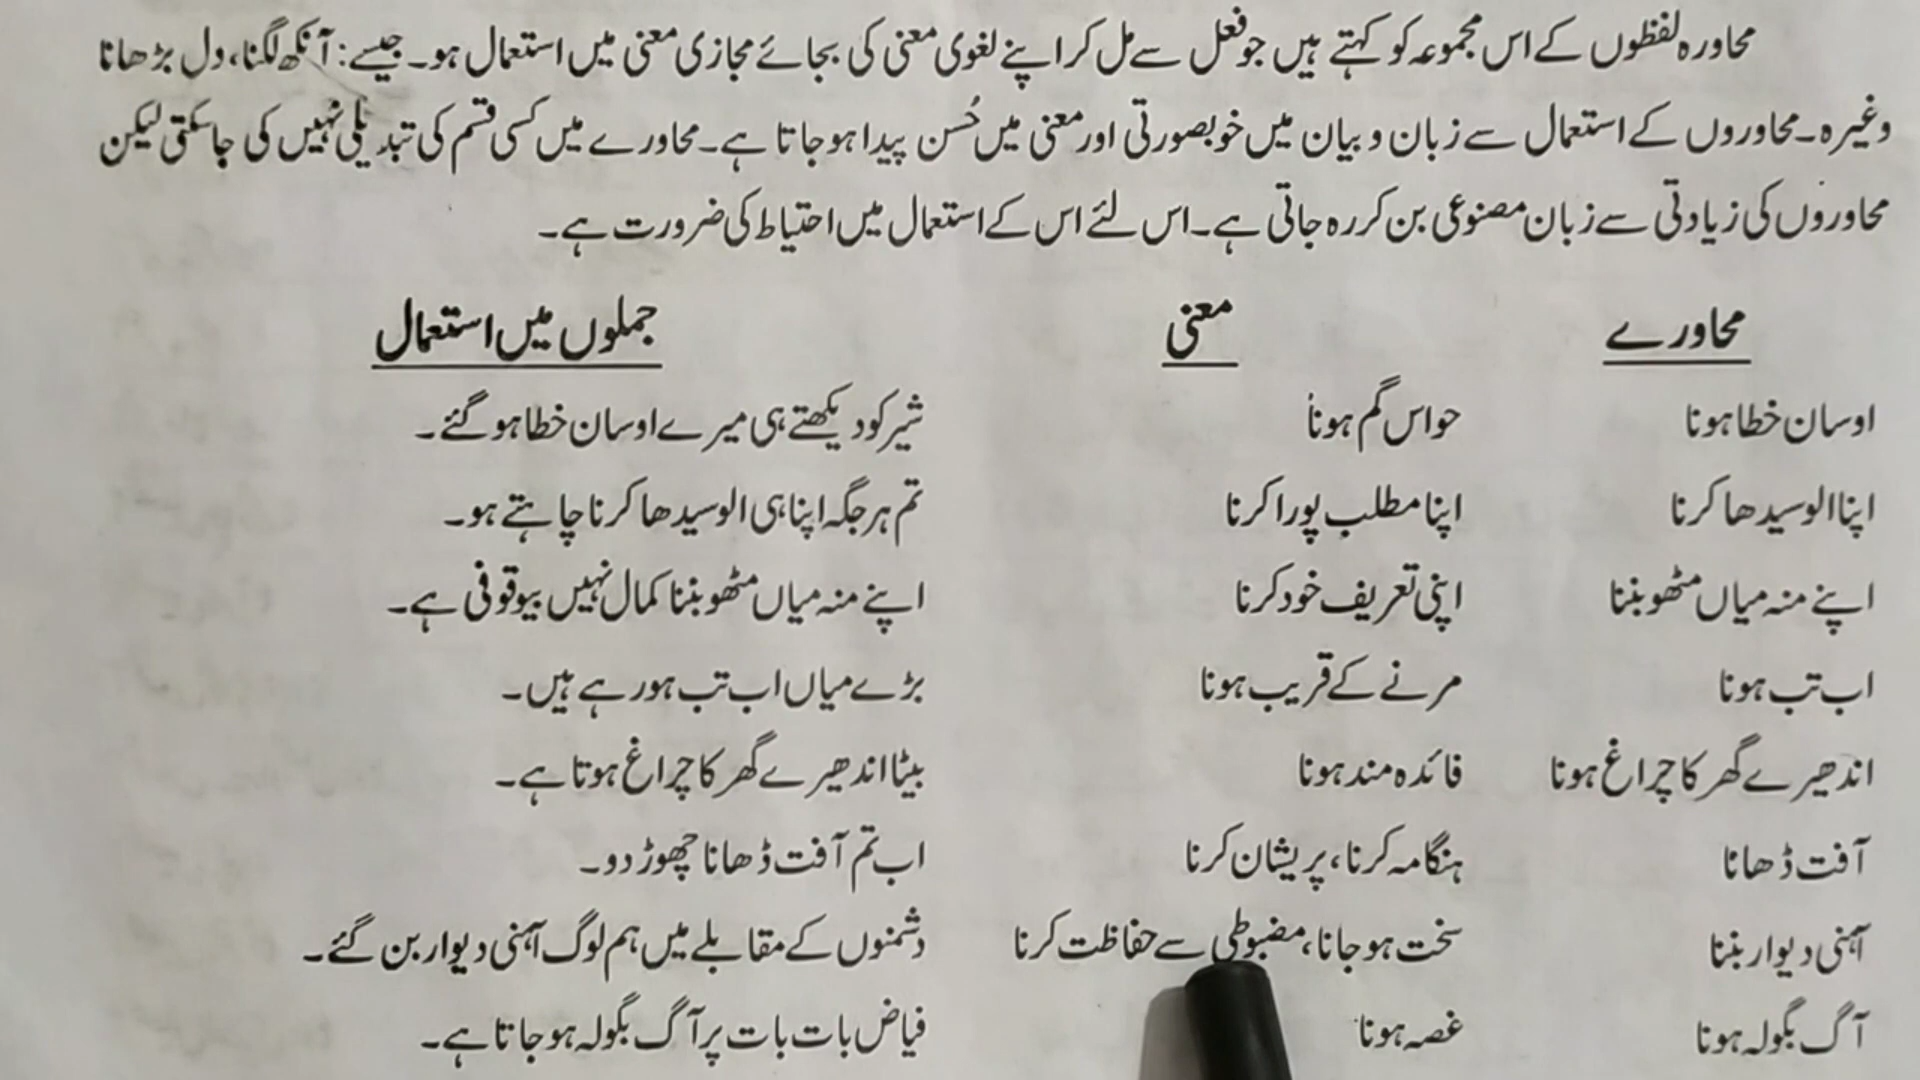 محاورہ لفظوں کے اس مجموعہ کو کہتے ہیں جو فعل سے مل کر اپنے لغوی معنی کی بجائے مجازی معنی میں استعمال ہو۔ جیسے: آنکھ لگنا، دل بڑھانا
وغیرہ۔ محاوروں کے استعمال سے زبان و بیان میں خوبصورتی اور معنی میں حُسن پیدا ہو جاتا ہے۔ محاورے میں کسی قسم کی تبدیلی نہیں کی جاسکتی لیکن
محاوروں کی زیادتی سے زبان مصنوعی بن کر رہ جاتی ہے۔ اس لئے اس کے استعمال میں احتیاط کی ضرورت ہے۔
محاورے معنی جملوں میں استعمال
اوسان خطا ہونا حواس گم ہونا شیر کو دیکھتے ہی میرے اوسان خطا ہو گئے۔
اپنا الو سیدھا کرنا اپنا مطلب پورا کرنا تم ہر جگہ اپنا ہی الو سیدھا کرنا چاہتے ہو۔
اپنے منہ میاں مٹھو بننا اپنی تعریف خود کرنا اپنے منہ میاں مٹھو بننا کمال نہیں بیوقوفی ہے۔
اب تب ہونا مرنے کے قریب ہونا بڑے میاں اب تب ہو رہے ہیں۔
اندھیرے گھر کا چراغ ہونا فائدہ مند ہونا بیٹا اندھیرے گھر کا چراغ ہوتا ہے۔
آفت ڈھانا ہنگامہ کرنا، پریشان کرنا اب تم آفت ڈھانا چھوڑ دو۔
آہنی دیوار بننا سخت ہو جانا، مضبوطی سے حفاظت کرنا دشمنوں کے مقابلے میں ہم لوگ آہنی دیوار بن گئے۔
آگ بگولہ ہونا غصہ ہونا فیاض بات بات پر آگ بگولہ ہو جاتا ہے۔